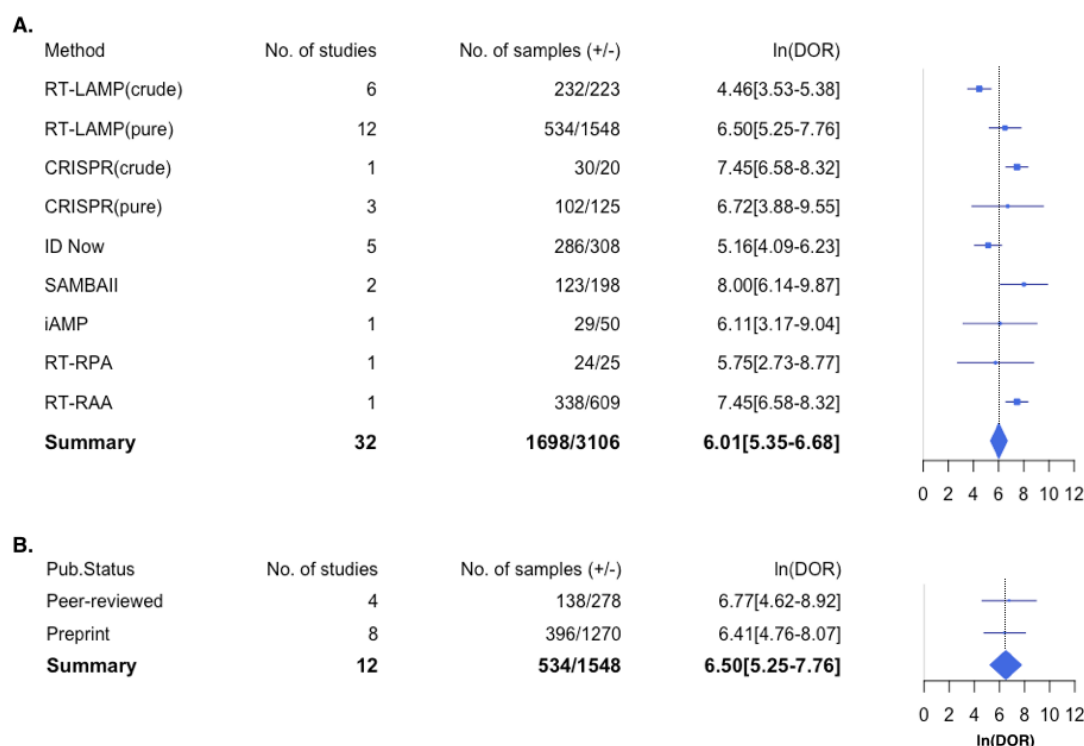 A.
Method No. of studies No. of samples (+/-) ln(DOR)
RT-LAMP(crude) 6 232/223 4.46[3.53-5.38]
RT-LAMP(pure) 12 534/1548 6.50[5.25-7.76]
CRISPR(crude) 1 30/20 7.45[6.58-8.32]
CRISPR(pure) 3 102/125 6.72[3.88-9.55]
ID Now 5 286/308 5.16[4.09-6.23]
SAMBAII 2 123/198 8.00[6.14-9.87]
iAMP 1 29/50 6.11[3.17-9.04]
RT-RPA 1 24/25 5.75[2.73-8.77]
RT-RAA 1 338/609 7.45[6.58-8.32]
Summary 32 1698/3106 6.01[5.35-6.68]
0 2 4 6 8 10 12
B.
Pub.Status No. of studies No. of samples (+/-) ln(DOR)
Peer-reviewed 4 138/278 6.77[4.62-8.92]
Preprint 8 396/1270 6.41[4.76-8.07]
Summary 12 534/1548 6.50[5.25-7.76]
0 2 4 6 8 10 12
ln(DOR)